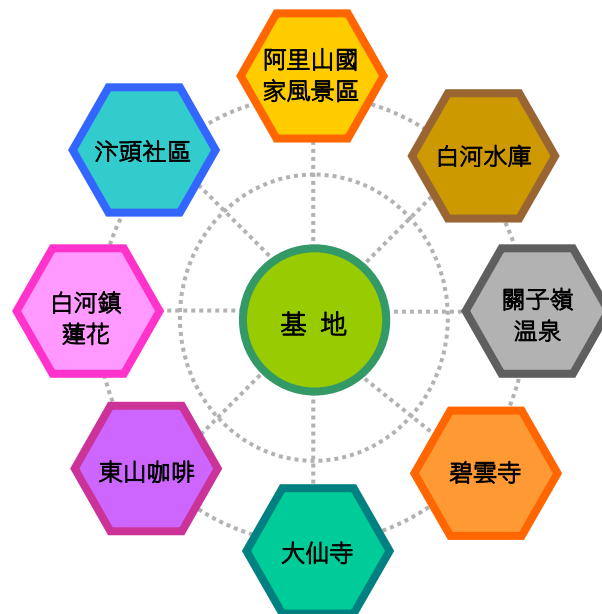 阿里山國
家風景區
汴頭社區
白河水庫
白河鎮
蓮花
基 地
關子嶺
温泉
東山咖啡
碧雲寺
大仙寺